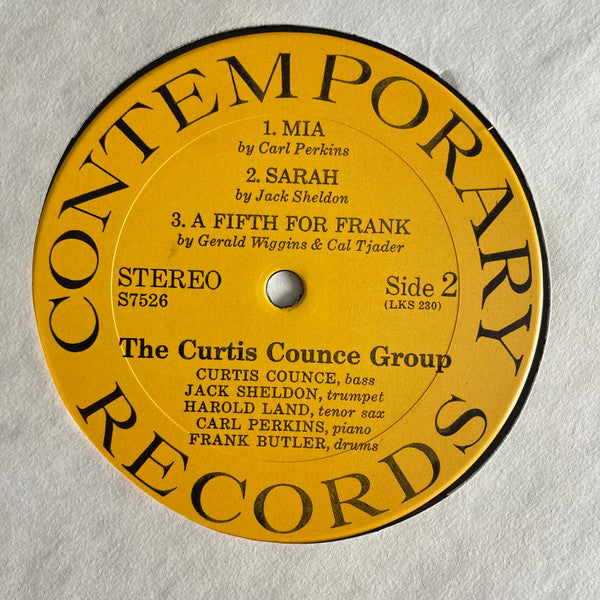 CONTEMPORARY
1. MIA
by Carl Perkins
2. SARAH
by Jack Sheldon
3. A FIFTH FOR FRANK
by Gerald Wiggins & Cal Tjader
STEREO
S7526
Side 2
(LKS 230)
The Curtis Counce Group
CURTIS COUNCE, bass
JACK SHELDON, trumpet
HAROLD LAND, tenor sax
CARL PERKINS, piano
FRANK BUTLER, drums
RECORDS